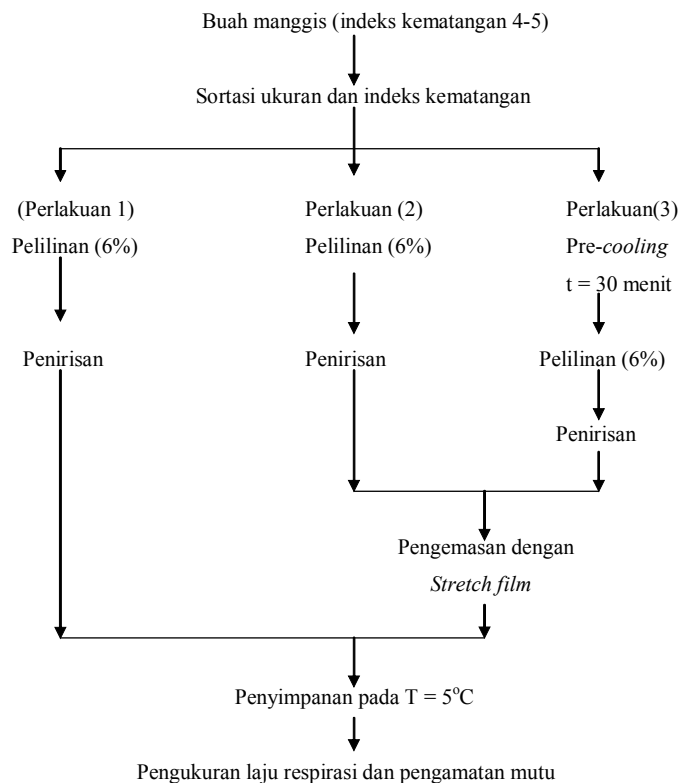 Buah manggis (indeks kematangan 4-5)
Sortasi ukuran dan indeks kematangan
(Perlakuan 1)
Pelilinan (6%)
Penirisan
Perlakuan (2)
Pelilinan (6%)
Penirisan
Perlakuan(3)
Pre-cooling
t = 30 menit
Pelilinan (6%)
Penirisan
Pengemasan dengan
Stretch film
Penyimpanan pada T = 5°C
Pengukuran laju respirasi dan pengamatan mutu